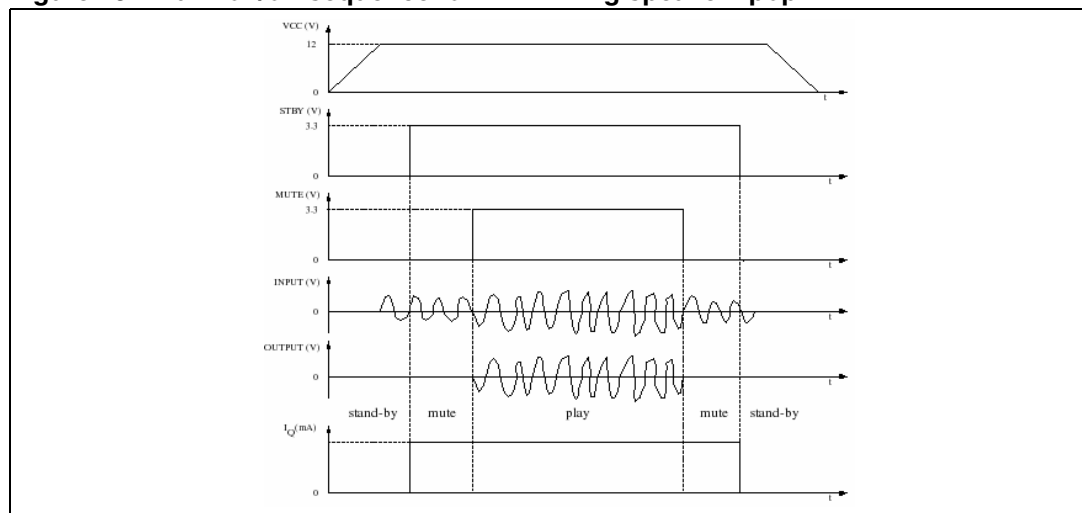 VCC (V)
12
0
t
STBY (V)
3.3
0
t
MUTE (V)
3.3
0
t
INPUT (V)
0
t
OUTPUT (V)
0
t
stand-by mute play mute stand-by
IQ(mA)
0
t